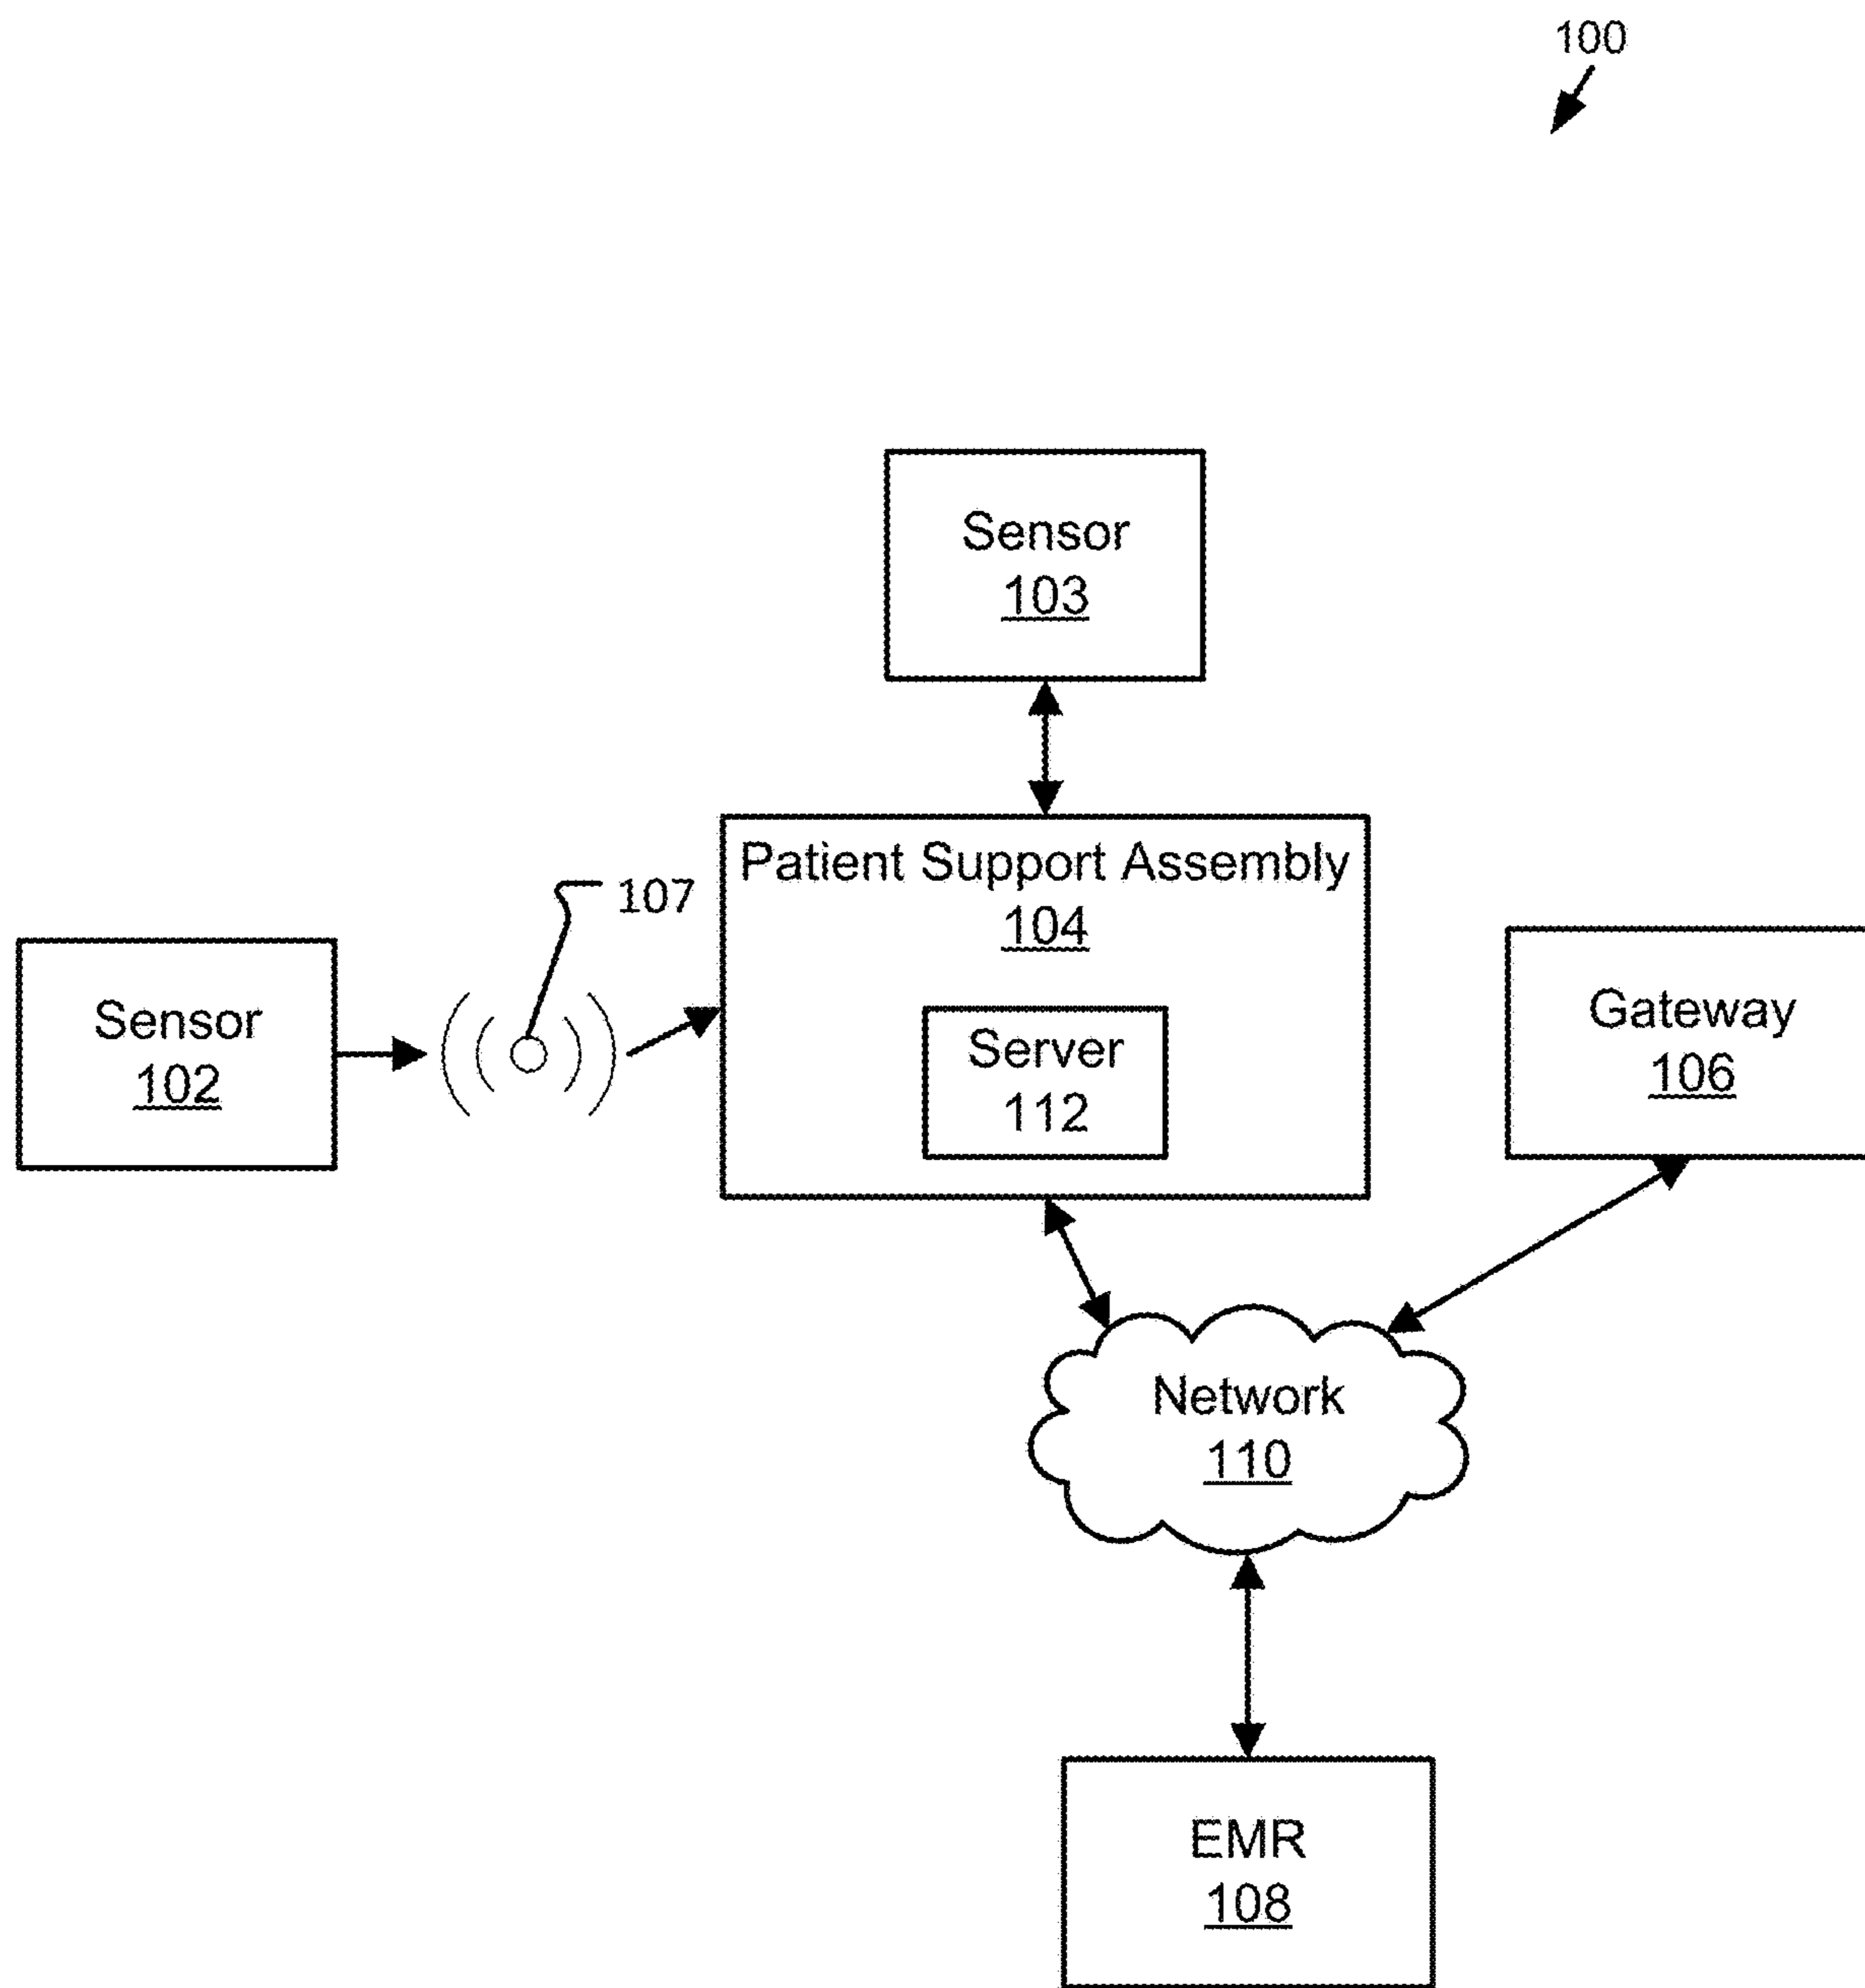 100
Sensor
103
Patient Support Assembly
104
107
Sensor
102
Server
112
Gateway
106
Network
110
EMR
108